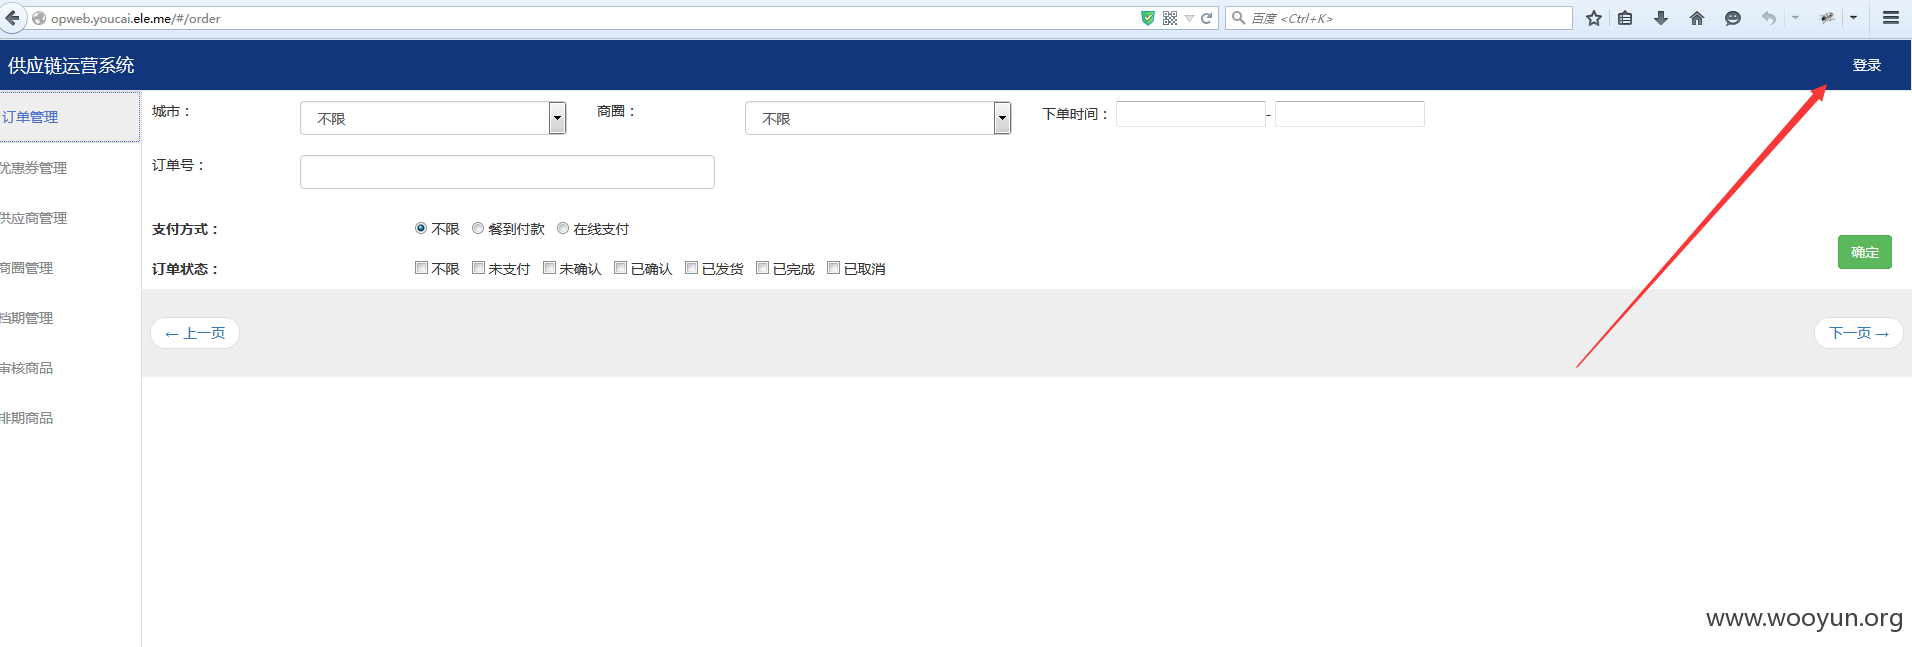 opweb.youcai.ele.me/#/order
百度 <Ctrl+K>
供应链运营系统
登录
订单管理
城市：
不限
商圈：
不限
下单时间：
-
优惠券管理
订单号：
供应商管理
支付方式：
不限
餐到付款
在线支付
确定
商圈管理
订单状态：
不限
未支付
未确认
已确认
已发货
已完成
已取消
档期管理
← 上一页
下一页 →
审核商品
排期商品
www.wooyun.org